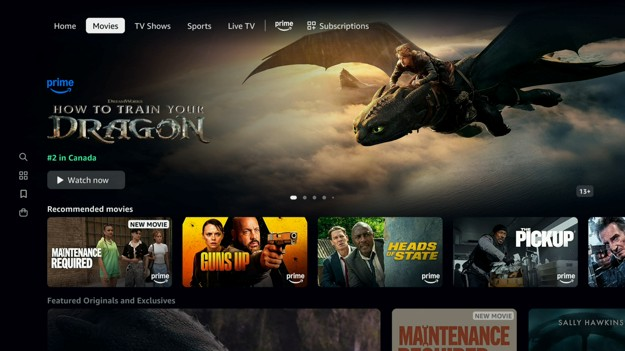 Home Movies TV Shows Sports Live TV prime Subscriptions
prime
DREAMWORKS
HOW TO TRAIN YOUR
DRAGON
#2 in Canada
Watch now
13+
Recommended movies
NEW MOVIE
MAINTENANCE
REQUIRED
prime
GUNS UP
prime
HEADS
OF STATE
prime
THE
PICKUP
prime
Featured Originals and Exclusives
NEW MOVIE
MAINTENANCE
REQUIRED
SALLY HAWKINS